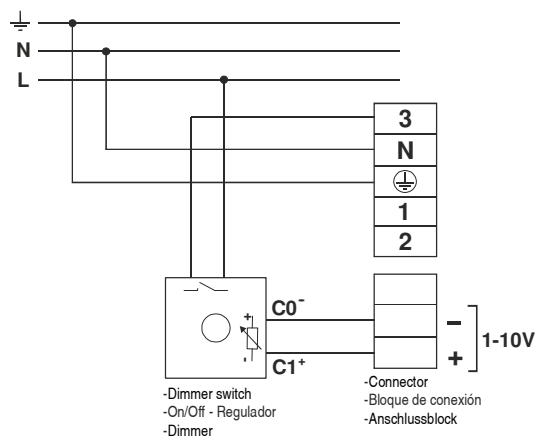 N
L
3
N
1
2
C0-
+
-
C1+
–
+
1-10V
-Dimmer switch
-On/Off - Regulador
-Dimmer
-Connector
-Bloque de conexión
-Anschlussblock